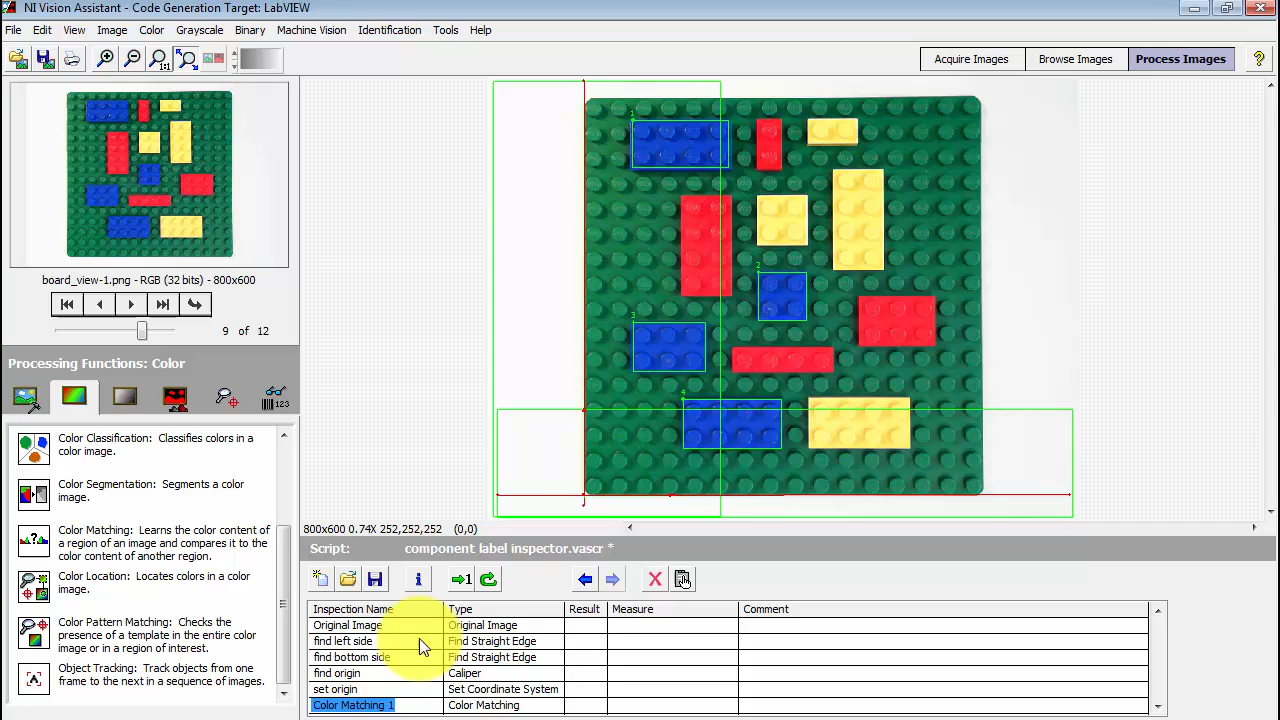 NI Vision Assistant - Code Generation Target: LabVIEW
File Edit View Image Color Grayscale Binary Machine Vision Identification Tools Help
1:1
Acquire Images Browse Images Process Images ?
board_view-1.png - RGB (32 bits) - 800x600
9 of 12
Processing Functions: Color
123
Color Classification: Classifies colors in a
color image.
Color Segmentation: Segments a color
image.
Color Matching: Learns the color content of
a region of an image and compares it to the
color content of another region.
Color Location: Locates colors in a color
image.
Color Pattern Matching: Checks the
presence of a template in the entire color
image or in a region of interest.
Object Tracking: Track objects from one
frame to the next in a sequence of images.
1
2
3
4
800x600 0.74X 252,252,252 (0,0)
Script: component label inspector.vascr *
Inspection Name Type Result Measure Comment
Original Image Original Image
find left side Find Straight Edge
find bottom side Find Straight Edge
find origin Caliper
set origin Set Coordinate System
Color Matching 1 Color Matching